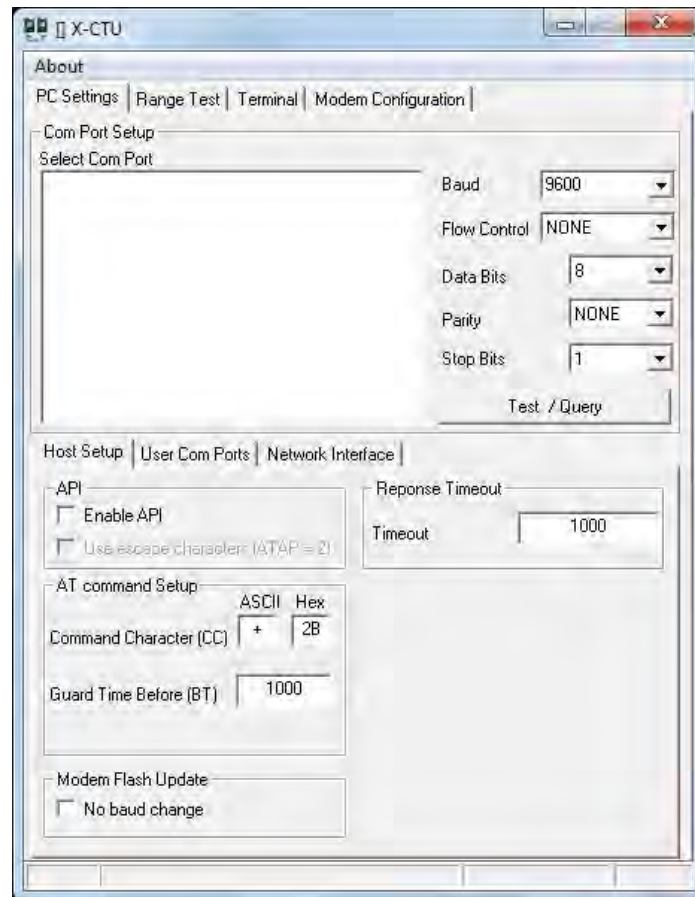 [] X-CTU
About
PC Settings Range Test Terminal Modem Configuration
Com Port Setup
Select Com Port
Baud 9600
Flow Control NONE
Data Bits 8
Parity NONE
Stop Bits 1
Test / Query
Host Setup User Com Ports Network Interface
API
Enable API
Use escape characters (ATAP = 2)
Reponse Timeout
Timeout 1000
AT command Setup
ASCII Hex
Command Character (CC) + 2B
Guard Time Before (BT) 1000
Modem Flash Update
No baud change